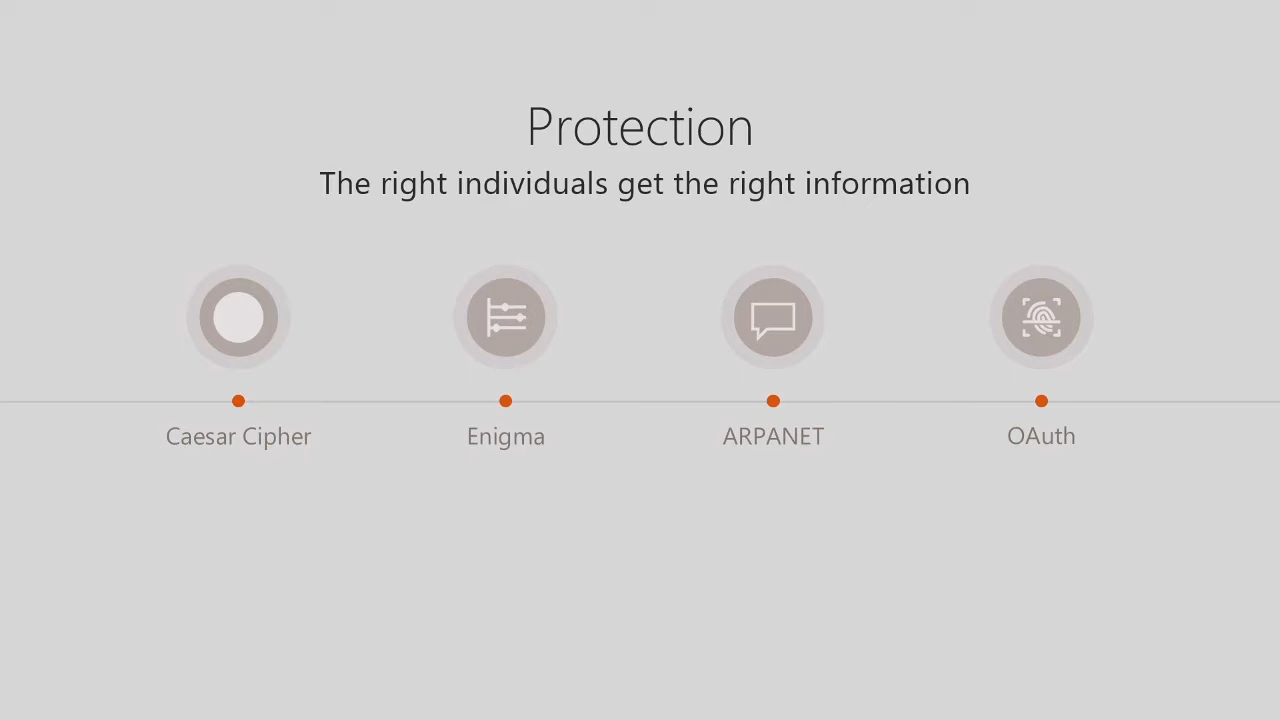 Protection
The right individuals get the right information
Caesar Cipher
Enigma
ARPANET
OAuth